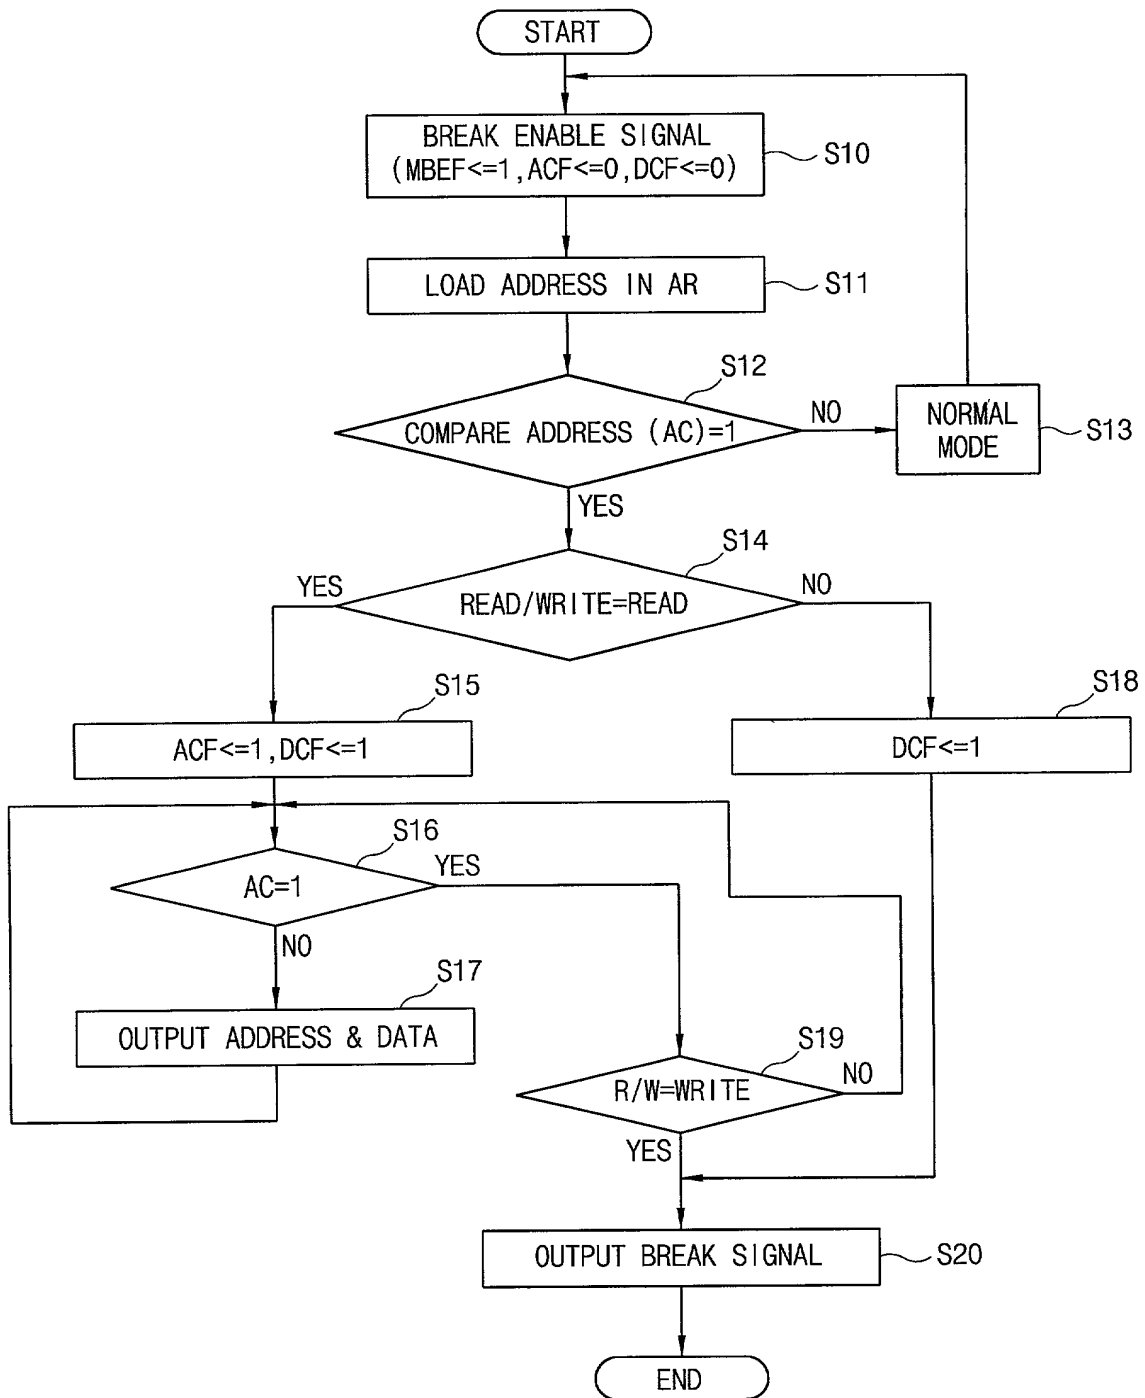 START
BREAK ENABLE SIGNAL
(MBEF<=1,ACF<=0,DCF<=0)
S10
LOAD ADDRESS IN AR
S11
S12
COMPARE ADDRESS (AC)=1
NO
NORMAL
MODE
S13
YES
S14
YES
READ/WRITE=READ
NO
S15
ACF<=1,DCF<=1
S18
DCF<=1
S16
AC=1
YES
NO
S17
OUTPUT ADDRESS & DATA
S19
R/W=WRITE
NO
YES
OUTPUT BREAK SIGNAL
S20
END